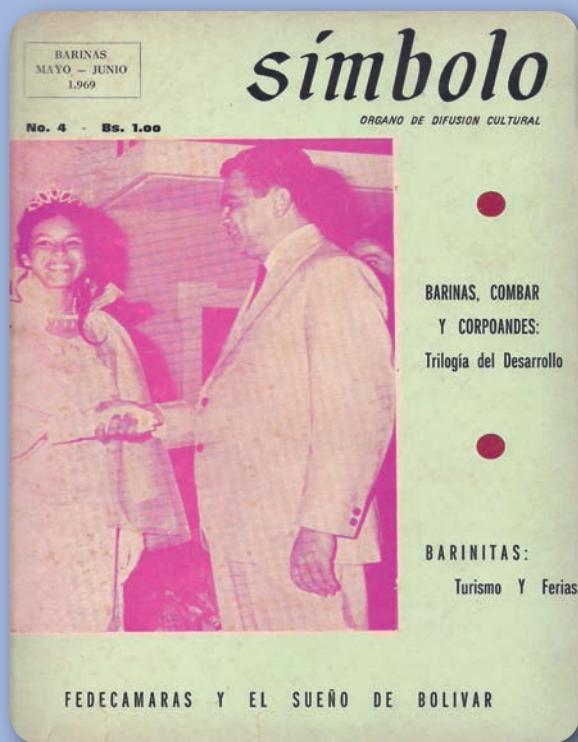 BARINAS
MAYO – JUNIO
1.969
símbolo
ORGANO DE DIFUSION CULTURAL
No. 4 - Bs. 1.oo
BARINAS, COMBAR
Y CORPOANDES:
Trilogía del Desarrollo
BARINITAS:
Turismo Y Ferias
FEDECAMARAS Y EL SUEÑO DE BOLIVAR